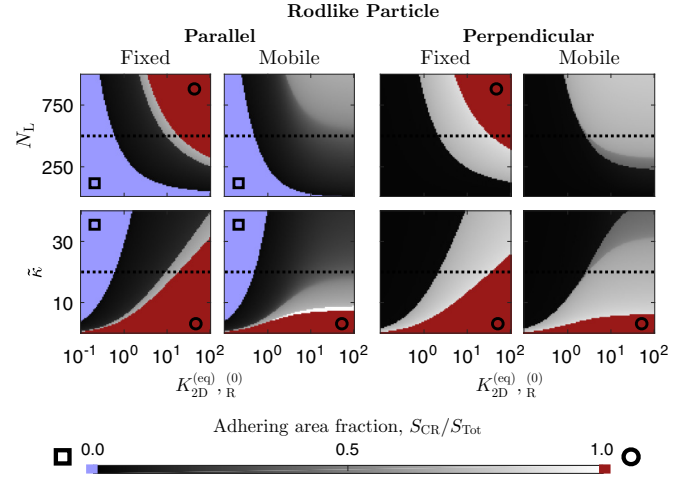 Rodlike Particle
Parallel Perpendicular
Fixed Mobile Fixed Mobile
N_L
750
250
κ̃
30
10
10^-1 10^0 10^1 10^2 10^0 10^1 10^2 10^0 10^1 10^2 10^0 10^1 10^2
K_2D^(eq), _R^(0) K_2D^(eq), _R^(0)
Adhering area fraction, S_CR/S_Tot
0.0 0.5 1.0